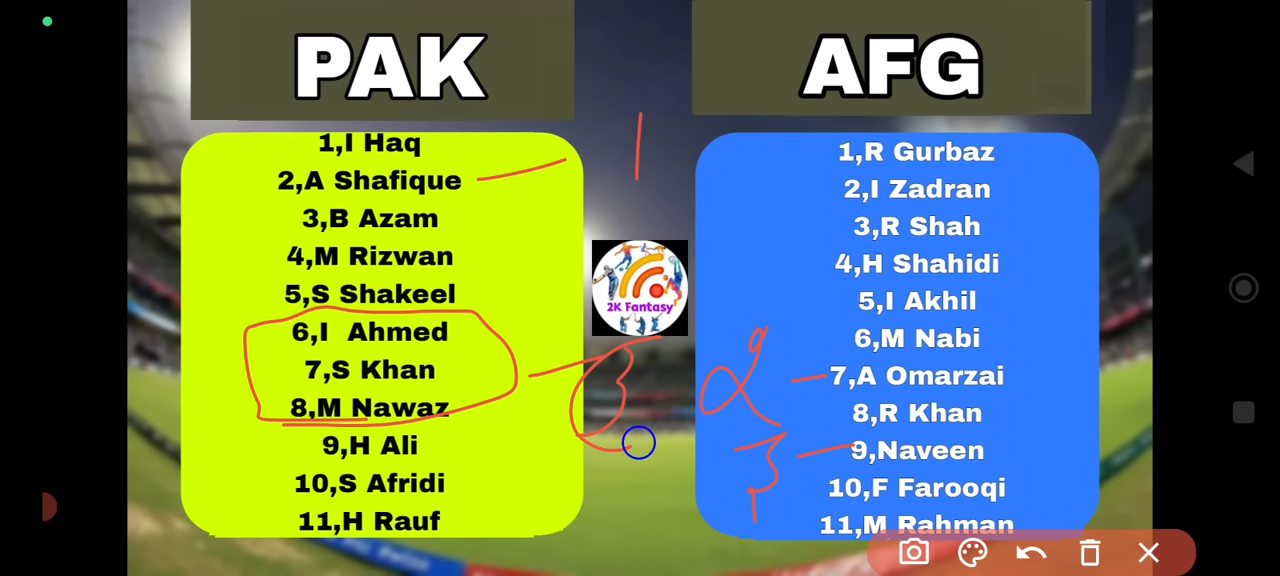 PAK
1,I Haq
2,A Shafique
3,B Azam
4,M Rizwan
5,S Shakeel
6,I Ahmed
7,S Khan
8,M Nawaz
9,H Ali
10,S Afridi
11,H Rauf
2K Fantasy
AFG
1,R Gurbaz
2,I Zadran
3,R Shah
4,H Shahidi
5,I Akhil
6,M Nabi
7,A Omarzai
8,R Khan
9,Naveen
10,F Farooqi
11,M Rahman